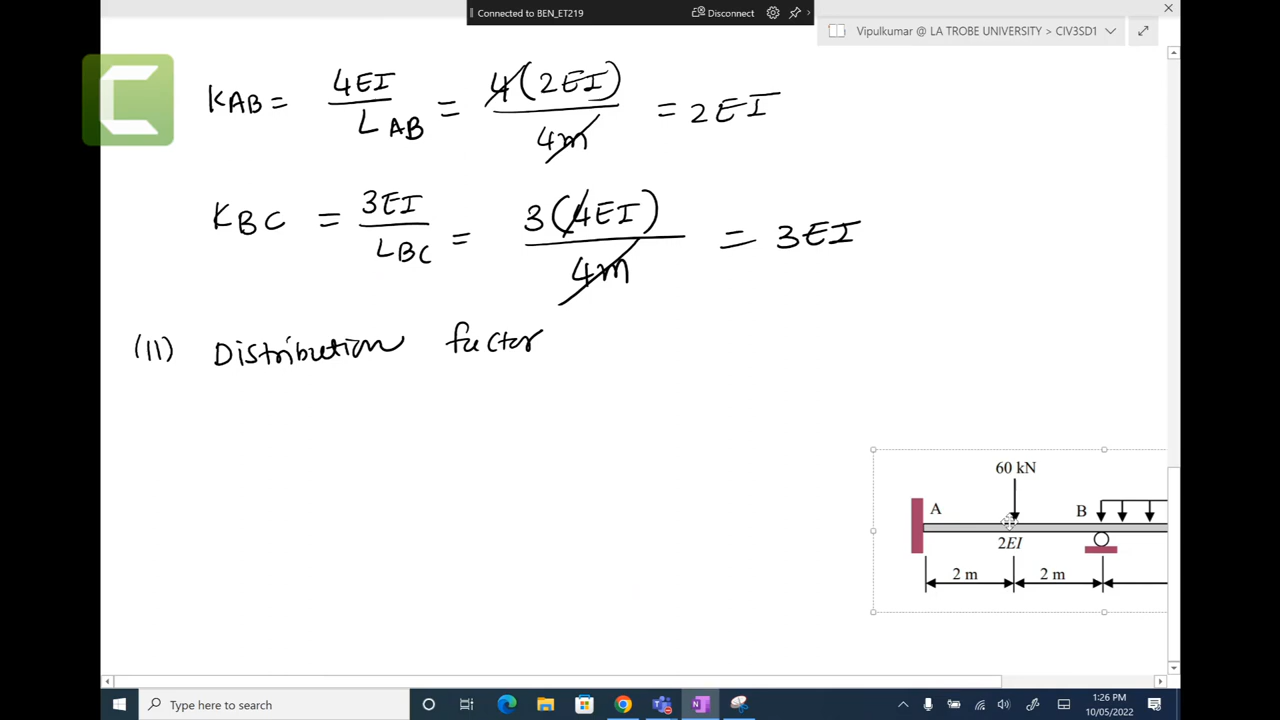 Connected to BEN_ET219
Disconnect
Vipulkumar @ LA TROBE UNIVERSITY > CIV3SD1
KAB = 4EI / LAB = 4(2EI) / 4m = 2EI
KBC = 3EI / LBC = 3(4EI) / 4m = 3EI
(II) Distribution factor
60 kN
A
B
2EI
2 m
2 m
Type here to search
1:26 PM
10/05/2022